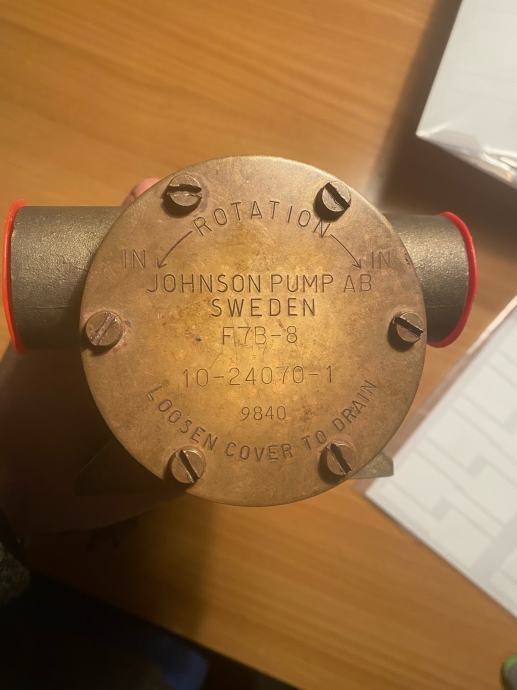 ROTATION
IN IN
JOHNSON PUMP AB
SWEDEN
F7B-8
10-24070-1
9840
LOOSEN COVER TO DRAIN